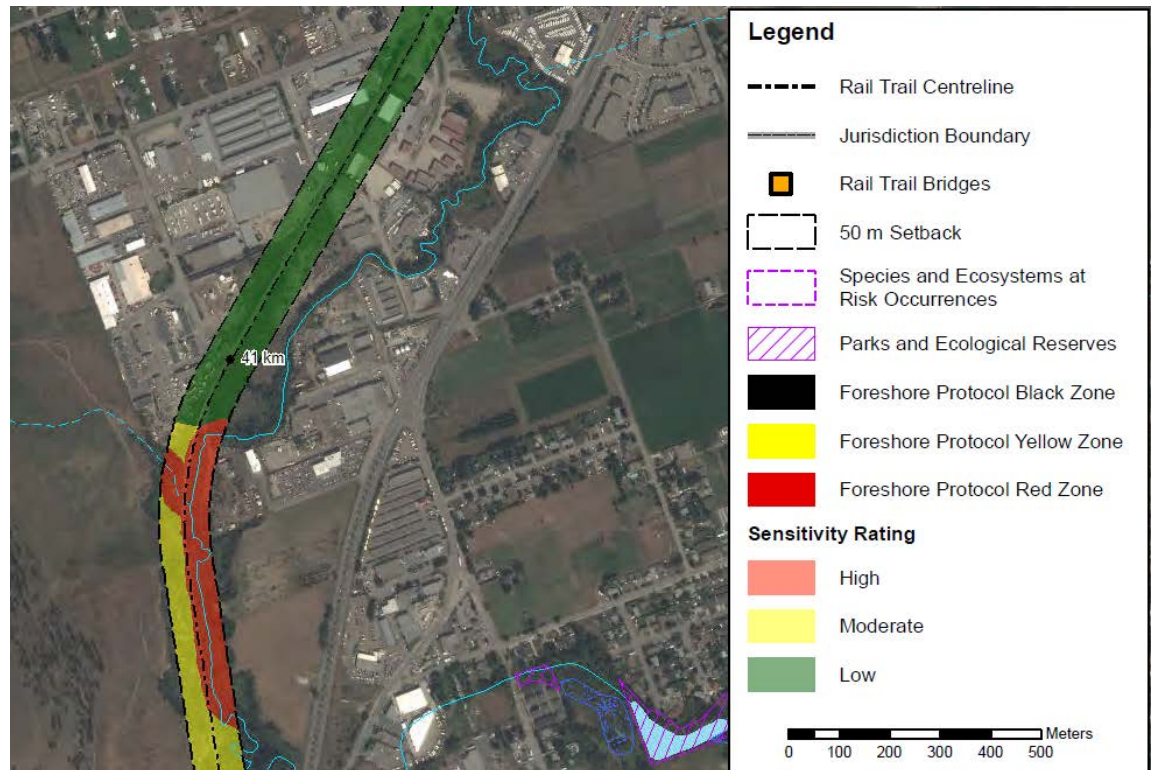 41 km
Legend
Rail Trail Centreline
Jurisdiction Boundary
Rail Trail Bridges
50 m Setback
Species and Ecosystems at
Risk Occurrences
Parks and Ecological Reserves
Foreshore Protocol Black Zone
Foreshore Protocol Yellow Zone
Foreshore Protocol Red Zone
Sensitivity Rating
High
Moderate
Low
Meters
0 100 200 300 400 500